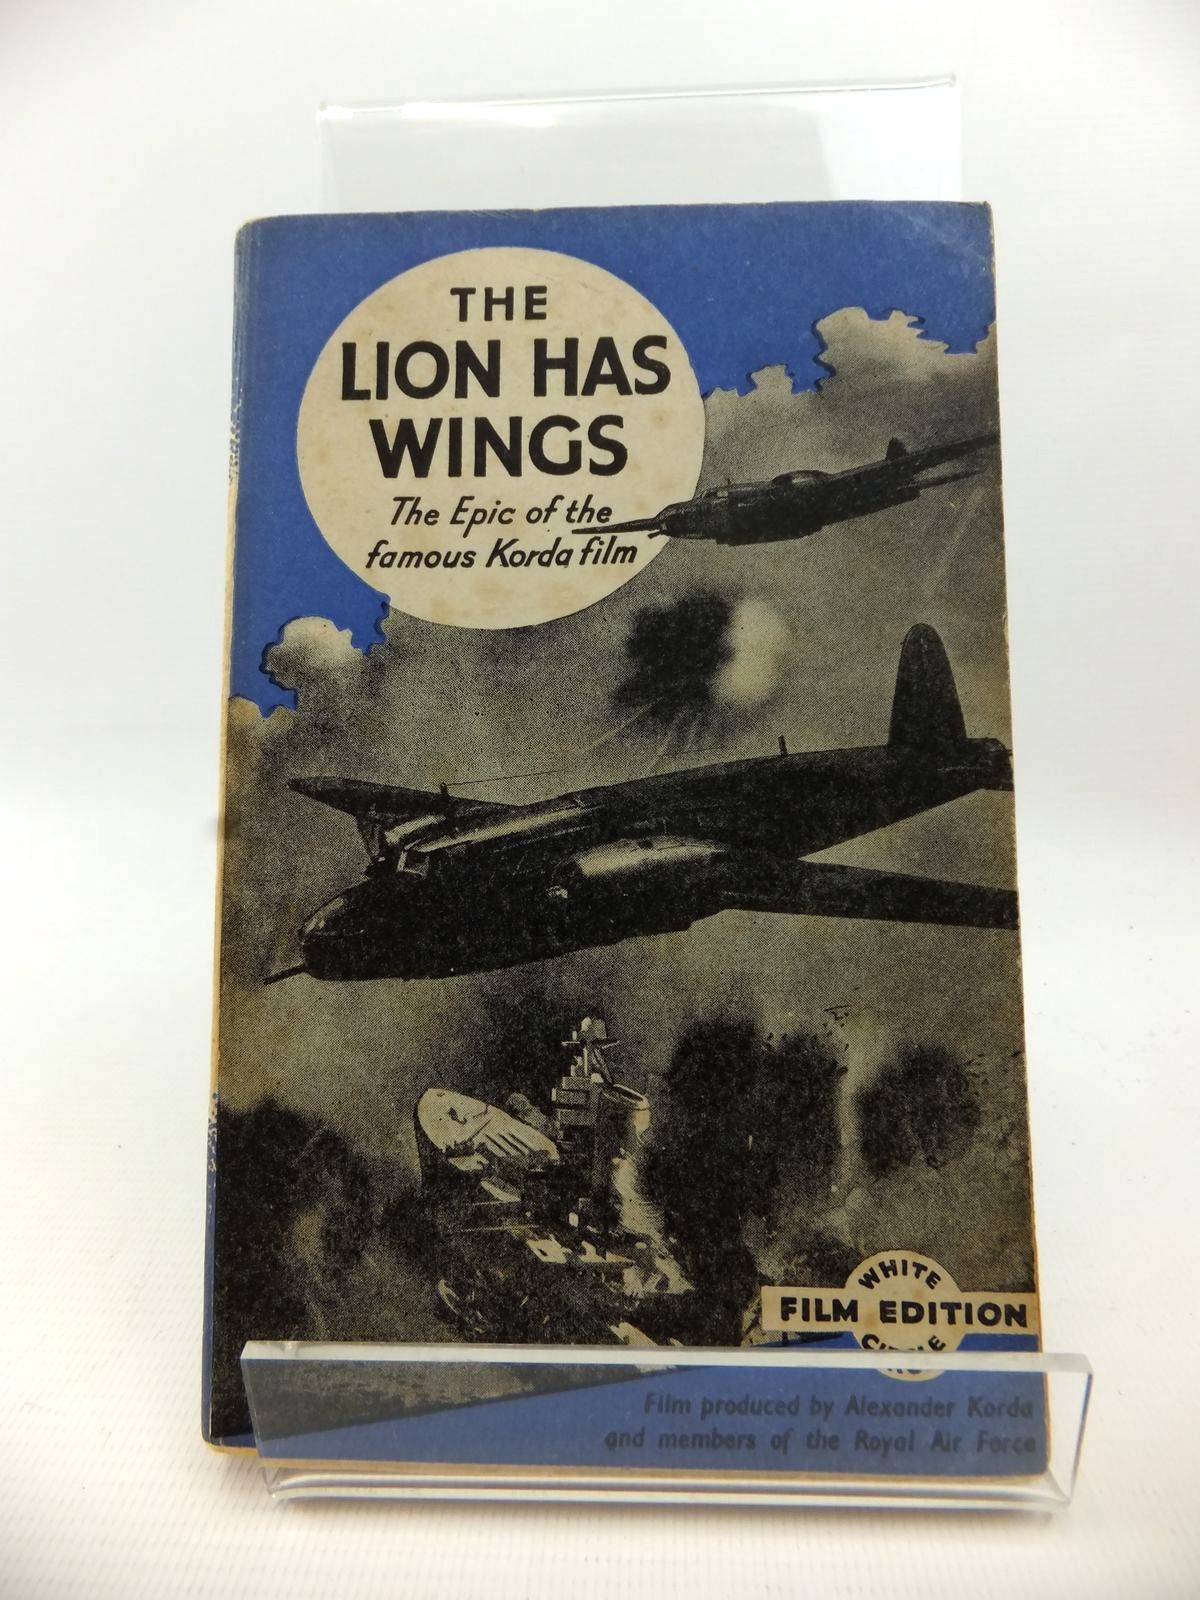 THE
LION HAS
WINGS
The Epic of the
famous Korda film
WHITE
FILM EDITION
CIRCLE
Film produced by Alexander Korda
and members of the Royal Air Force